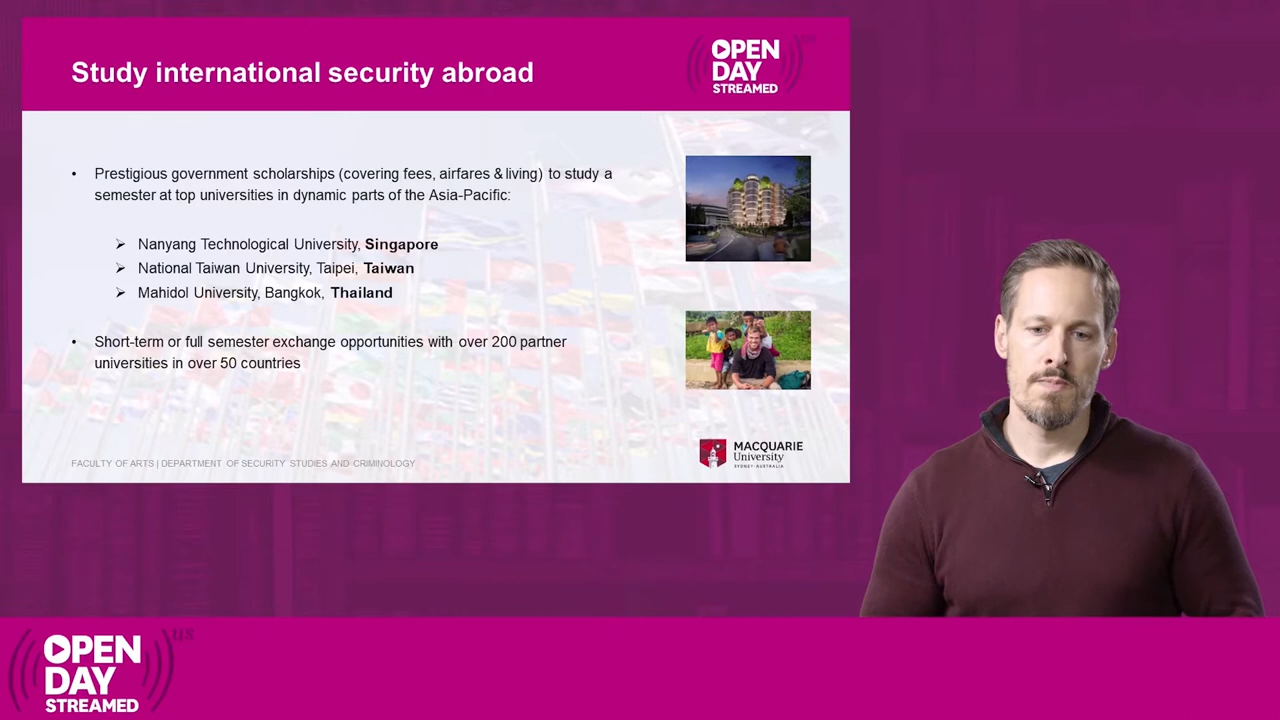 Study international security abroad
OPEN
DAY
STREAMED
• Prestigious government scholarships (covering fees, airfares & living) to study a
semester at top universities in dynamic parts of the Asia-Pacific:
➢ Nanyang Technological University, Singapore
➢ National Taiwan University, Taipei, Taiwan
➢ Mahidol University, Bangkok, Thailand
• Short-term or full semester exchange opportunities with over 200 partner
universities in over 50 countries
FACULTY OF ARTS | DEPARTMENT OF SECURITY STUDIES AND CRIMINOLOGY
MACQUARIE
University
SYDNEY·AUSTRALIA
OPEN
DAY
STREAMED
us